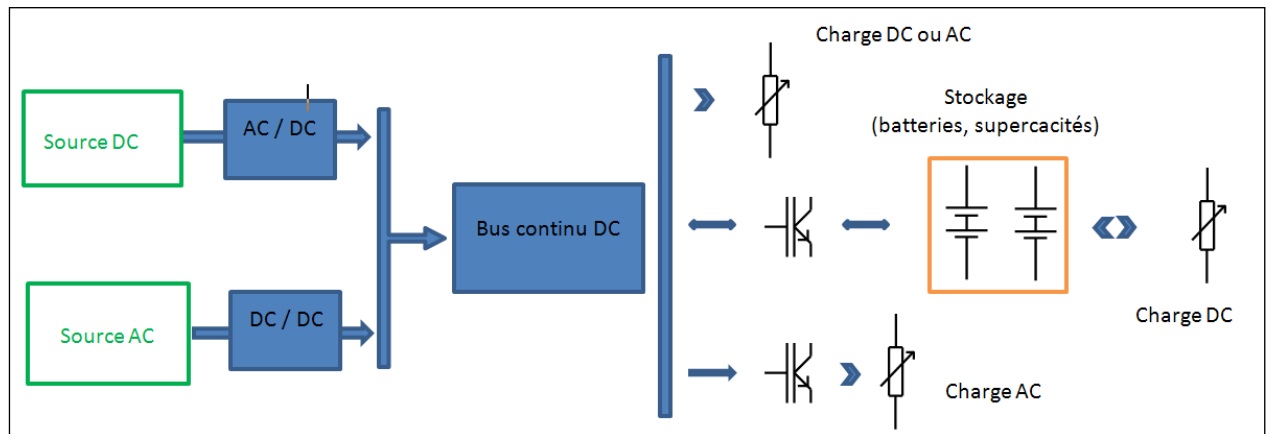 Charge DC ou AC
Source DC
AC / DC
Stockage
(batteries, supercacités)
Bus continu DC
Source AC
DC / DC
Charge DC
Charge AC